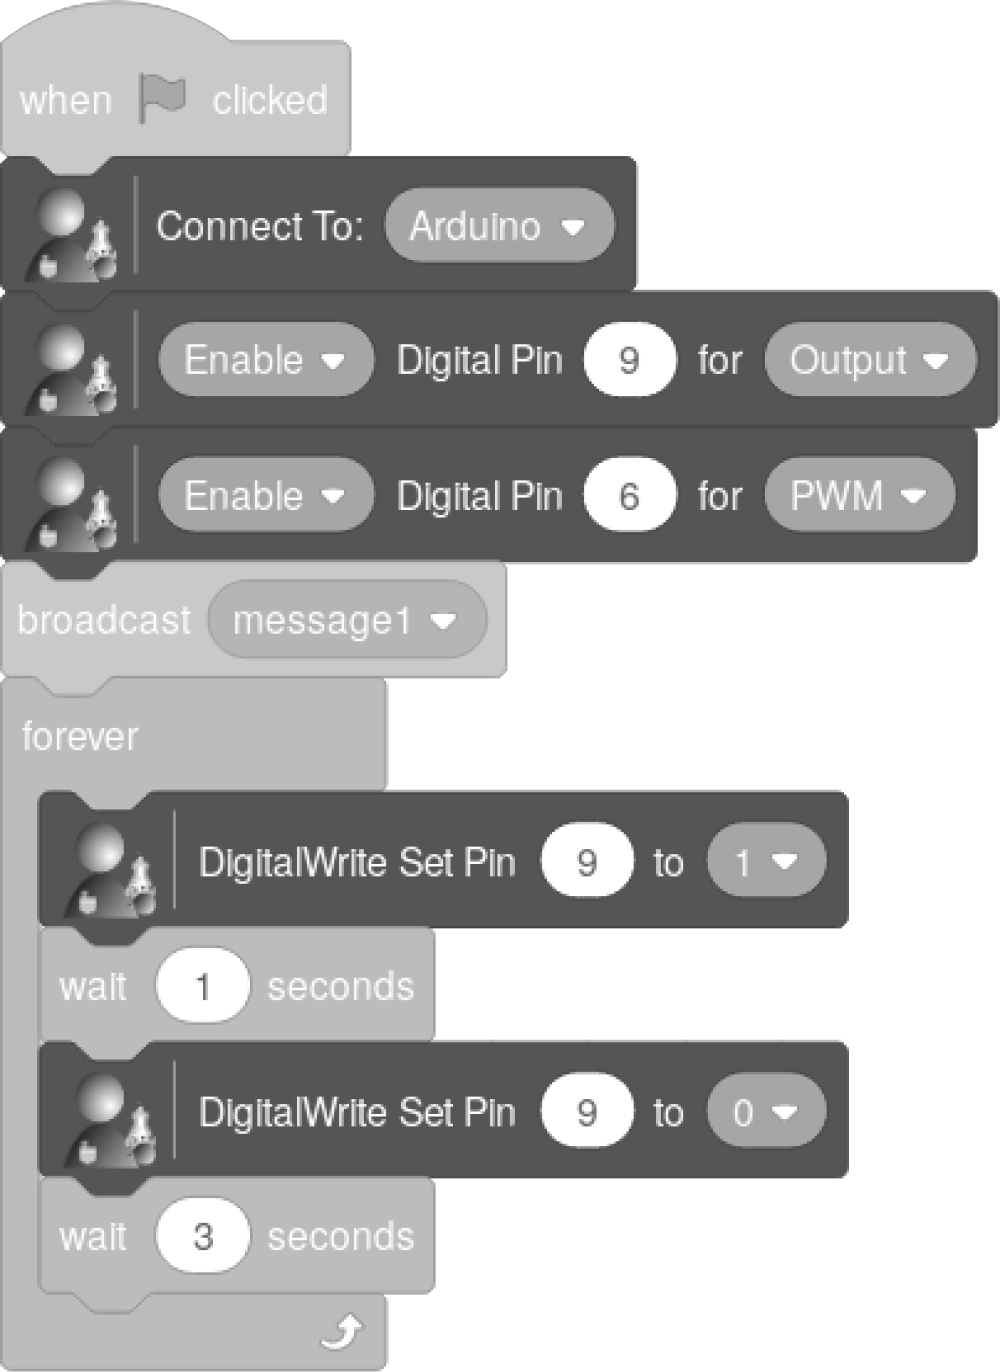 when clicked
Connect To: Arduino
Enable Digital Pin 9 for Output
Enable Digital Pin 6 for PWM
broadcast message1
forever
DigitalWrite Set Pin 9 to 1
wait 1 seconds
DigitalWrite Set Pin 9 to 0
wait 3 seconds